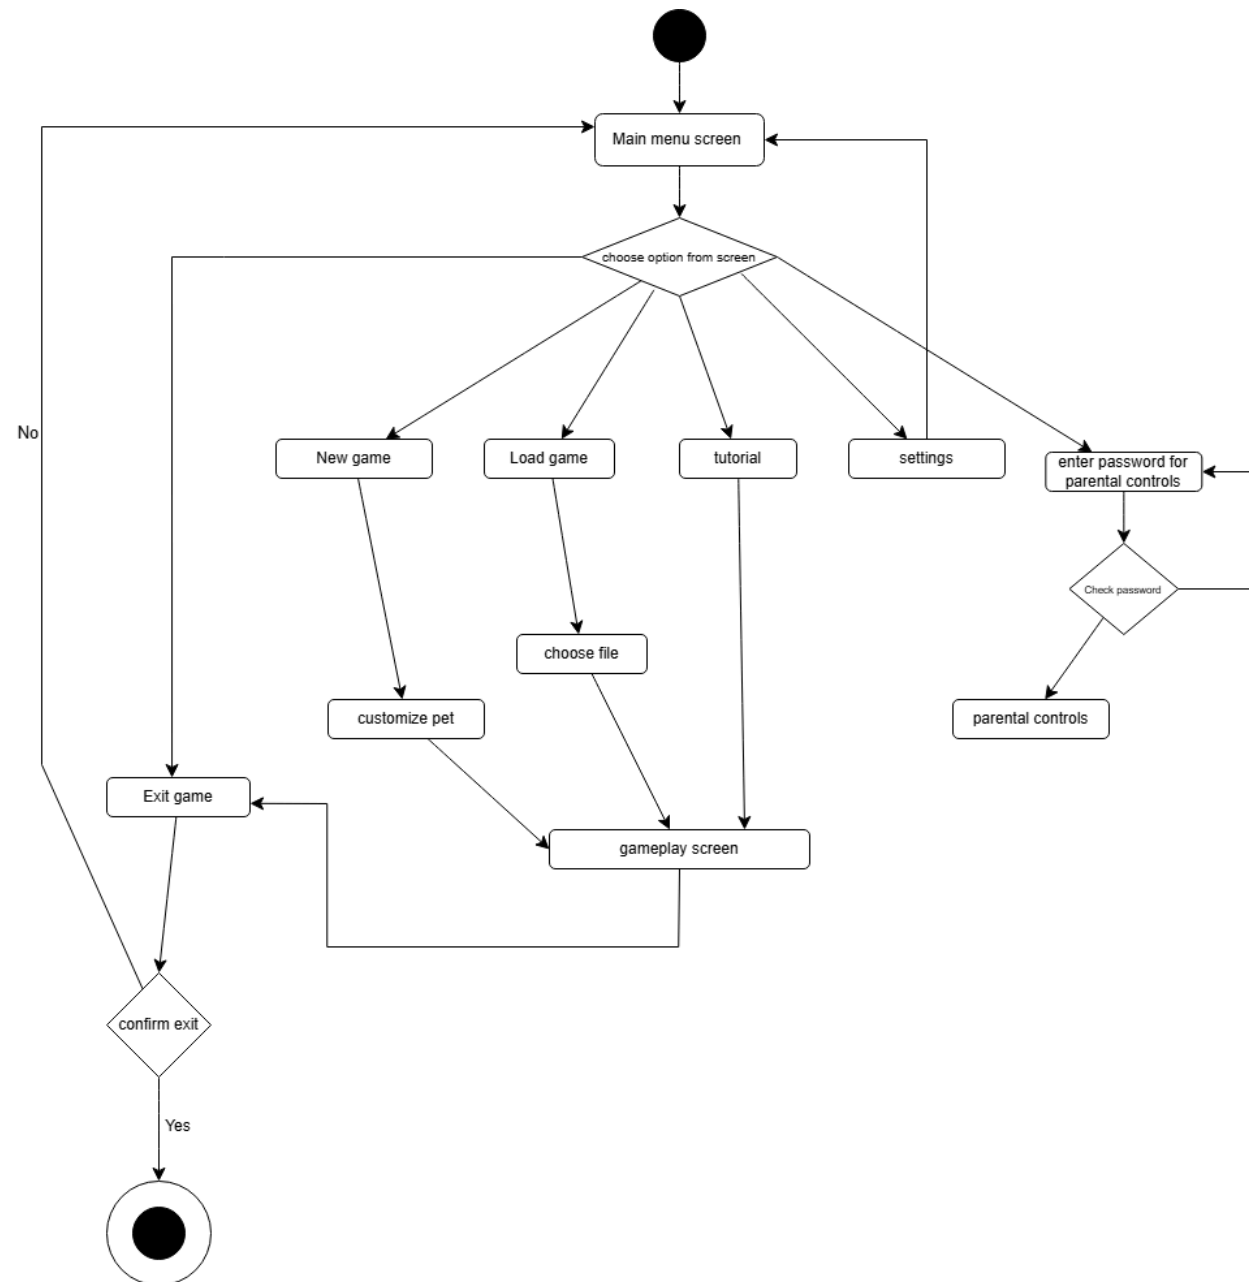 Main menu screen
choose option from screen
No
New game
Load game
tutorial
settings
enter password for
parental controls
Check password
choose file
customize pet
parental controls
Exit game
gameplay screen
confirm exit
Yes